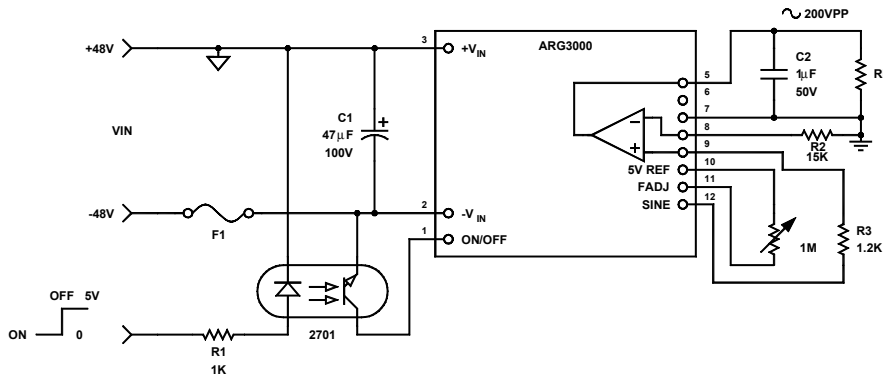 200VPP
+48V
3
+VIN
ARG3000
C2
1μF
50V
R
5
6
7
8
9
10
11
12
C1
47μF
100V
+
VIN
−
+
R2
15K
5V REF
FADJ
SINE
-48V
F1
2
-VIN
1
ON/OFF
1M
R3
1.2K
OFF 5V
ON
0
R1
1K
2701